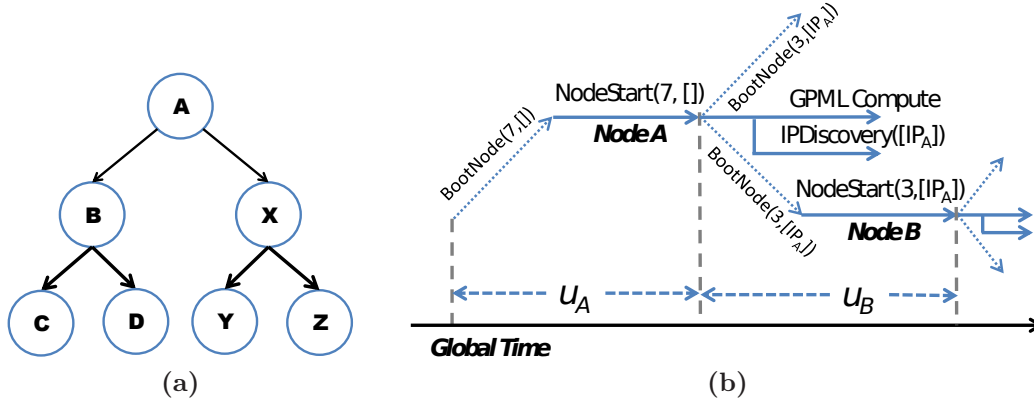 A
B
X
C
D
Y
Z
(a)
BootNode(7,[])
NodeStart(7, [])
Node A
BootNode(3,[IP_A])
GPML Compute
IPDiscovery([IP_A])
BootNode(3,[IP_A])
NodeStart(3,[IP_A])
Node B
u_A
u_B
Global Time
(b)